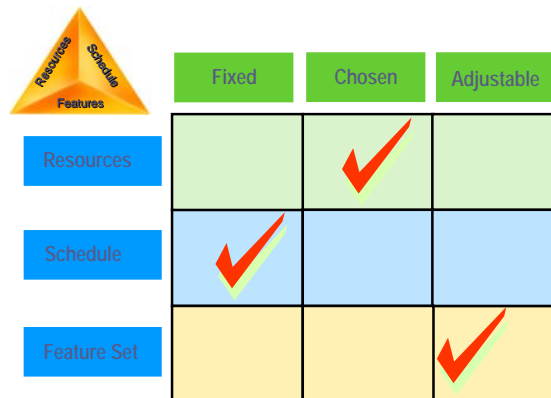 Resources
Schedule
Features
Fixed
Chosen
Adjustable
Resources
Schedule
Feature Set